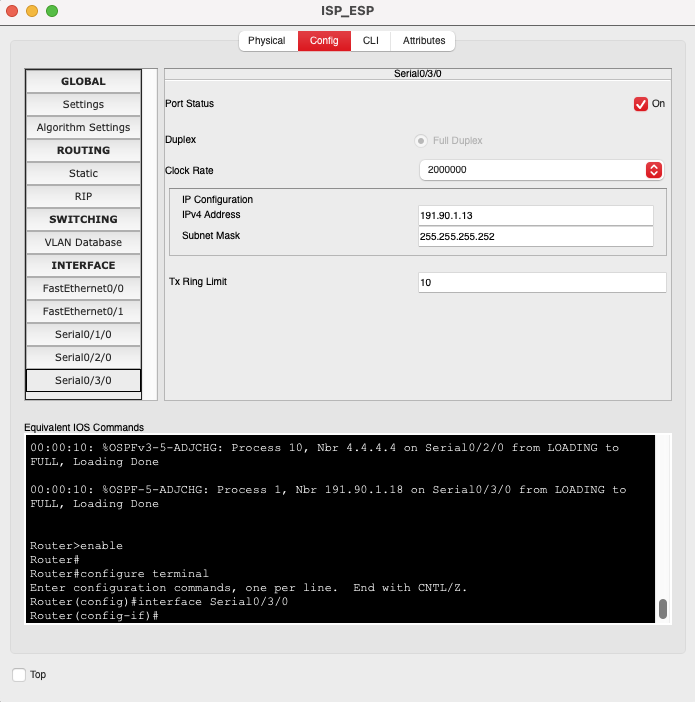 ISP_ESP
Physical Config CLI Attributes
GLOBAL
Settings
Algorithm Settings
ROUTING
Static
RIP
SWITCHING
VLAN Database
INTERFACE
FastEthernet0/0
FastEthernet0/1
Serial0/1/0
Serial0/2/0
Serial0/3/0
Serial0/3/0
Port Status On
Duplex Full Duplex
Clock Rate 2000000
IP Configuration
IPv4 Address 191.90.1.13
Subnet Mask 255.255.255.252
Tx Ring Limit 10
Equivalent IOS Commands
00:00:10: %OSPFv3-5-ADJCHG: Process 10, Nbr 4.4.4.4 on Serial0/2/0 from LOADING to
FULL, Loading Done
00:00:10: %OSPF-5-ADJCHG: Process 1, Nbr 191.90.1.18 on Serial0/3/0 from LOADING to
FULL, Loading Done
Router>enable
Router#
Router#configure terminal
Enter configuration commands, one per line.  End with CNTL/Z.
Router(config)#interface Serial0/3/0
Router(config-if)#
Top